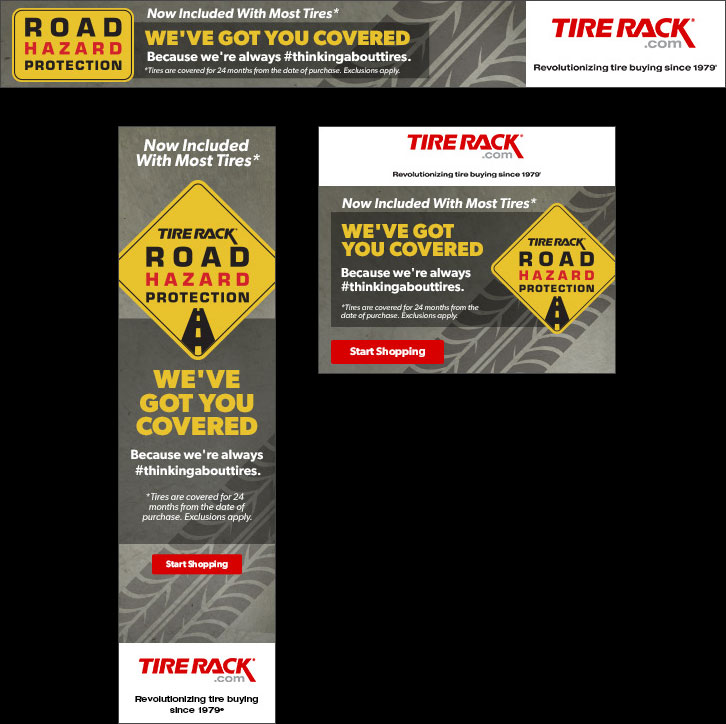 ROAD
HAZARD
PROTECTION
Now Included With Most Tires*
WE'VE GOT YOU COVERED
Because we're always #thinkingabouttires.
*Tires are covered for 24 months from the date of purchase. Exclusions apply.
TIRE RACK®
.com
Revolutionizing tire buying since 1979®
Now Included
With Most Tires*
TIRE RACK®
ROAD
HAZARD
PROTECTION
WE'VE
GOT YOU
COVERED
Because we're always
#thinkingabouttires.
*Tires are covered for 24
months from the date of
purchase. Exclusions apply.
Start Shopping
TIRE RACK®
.com
Revolutionizing tire buying
since 1979®
TIRE RACK®
.com
Revolutionizing tire buying since 1979®
Now Included With Most Tires*
WE'VE GOT
YOU COVERED
Because we're always
#thinkingabouttires.
*Tires are covered for 24 months from the
date of purchase. Exclusions apply.
TIRE RACK®
ROAD
HAZARD
PROTECTION
Start Shopping